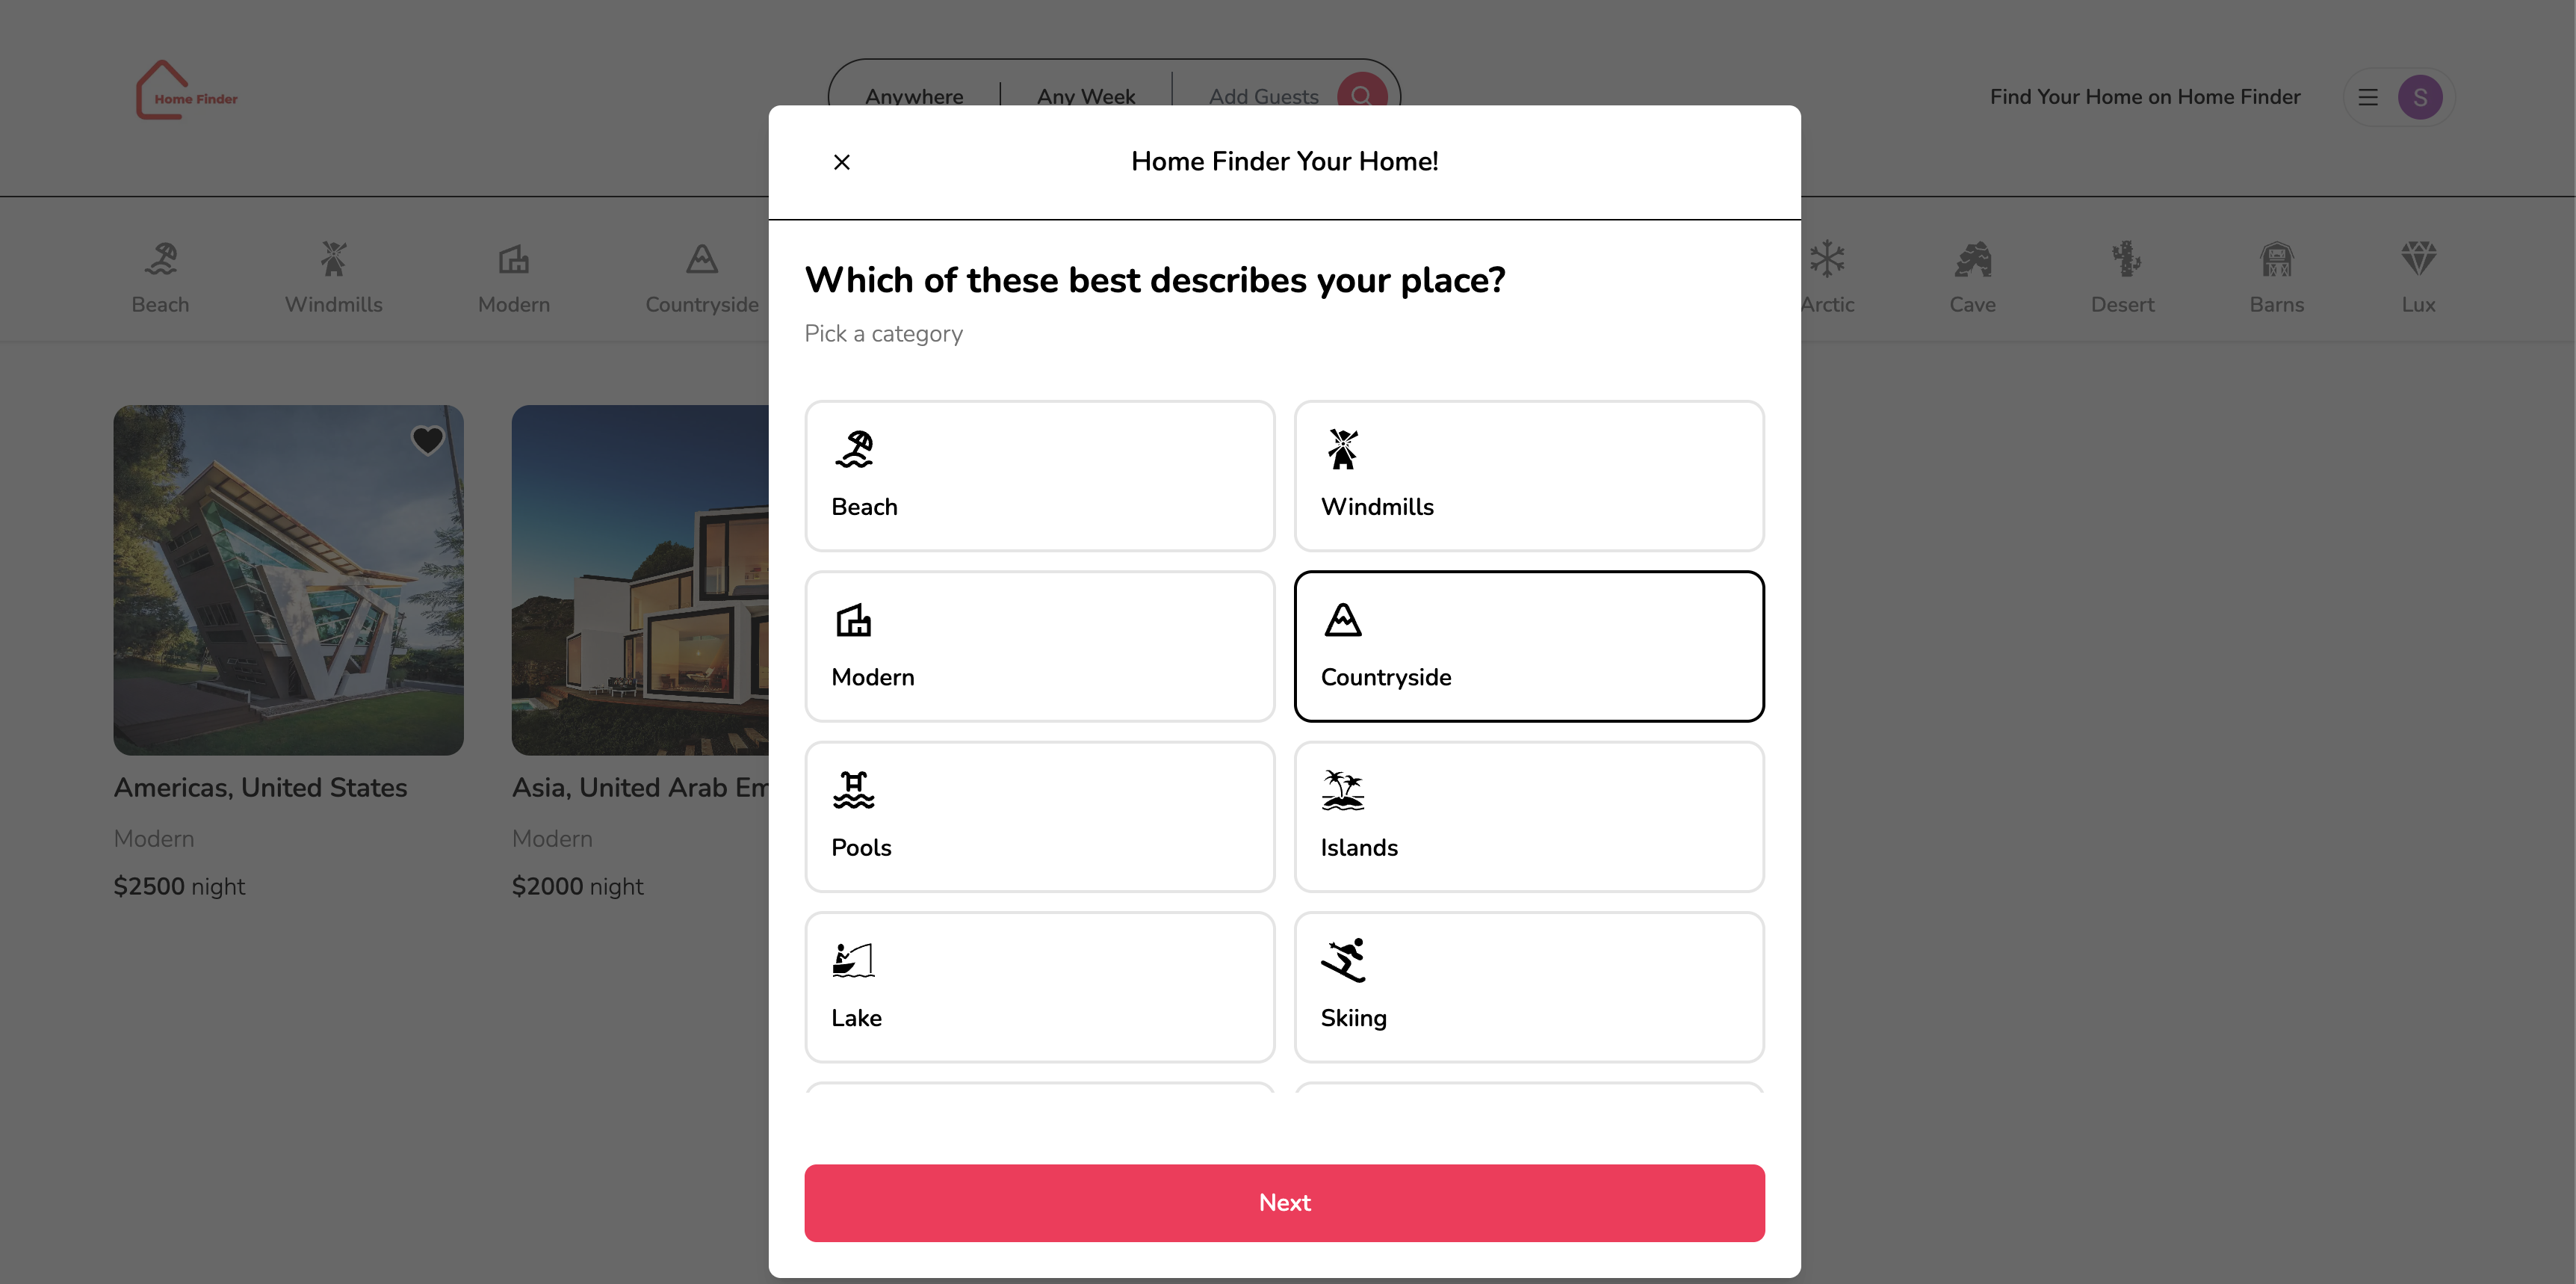 Home Finder
Anywhere
Any Week
Add Guests
Find Your Home on Home Finder
S
Home Finder Your Home!
Beach
Windmills
Modern
Countryside
Arctic
Cave
Desert
Barns
Lux
Which of these best describes your place?
Pick a category
Beach
Windmills
Modern
Countryside
Pools
Islands
Lake
Skiing
Next
Americas, United States
Modern
$2500 night
Asia, United Arab Em
Modern
$2000 night